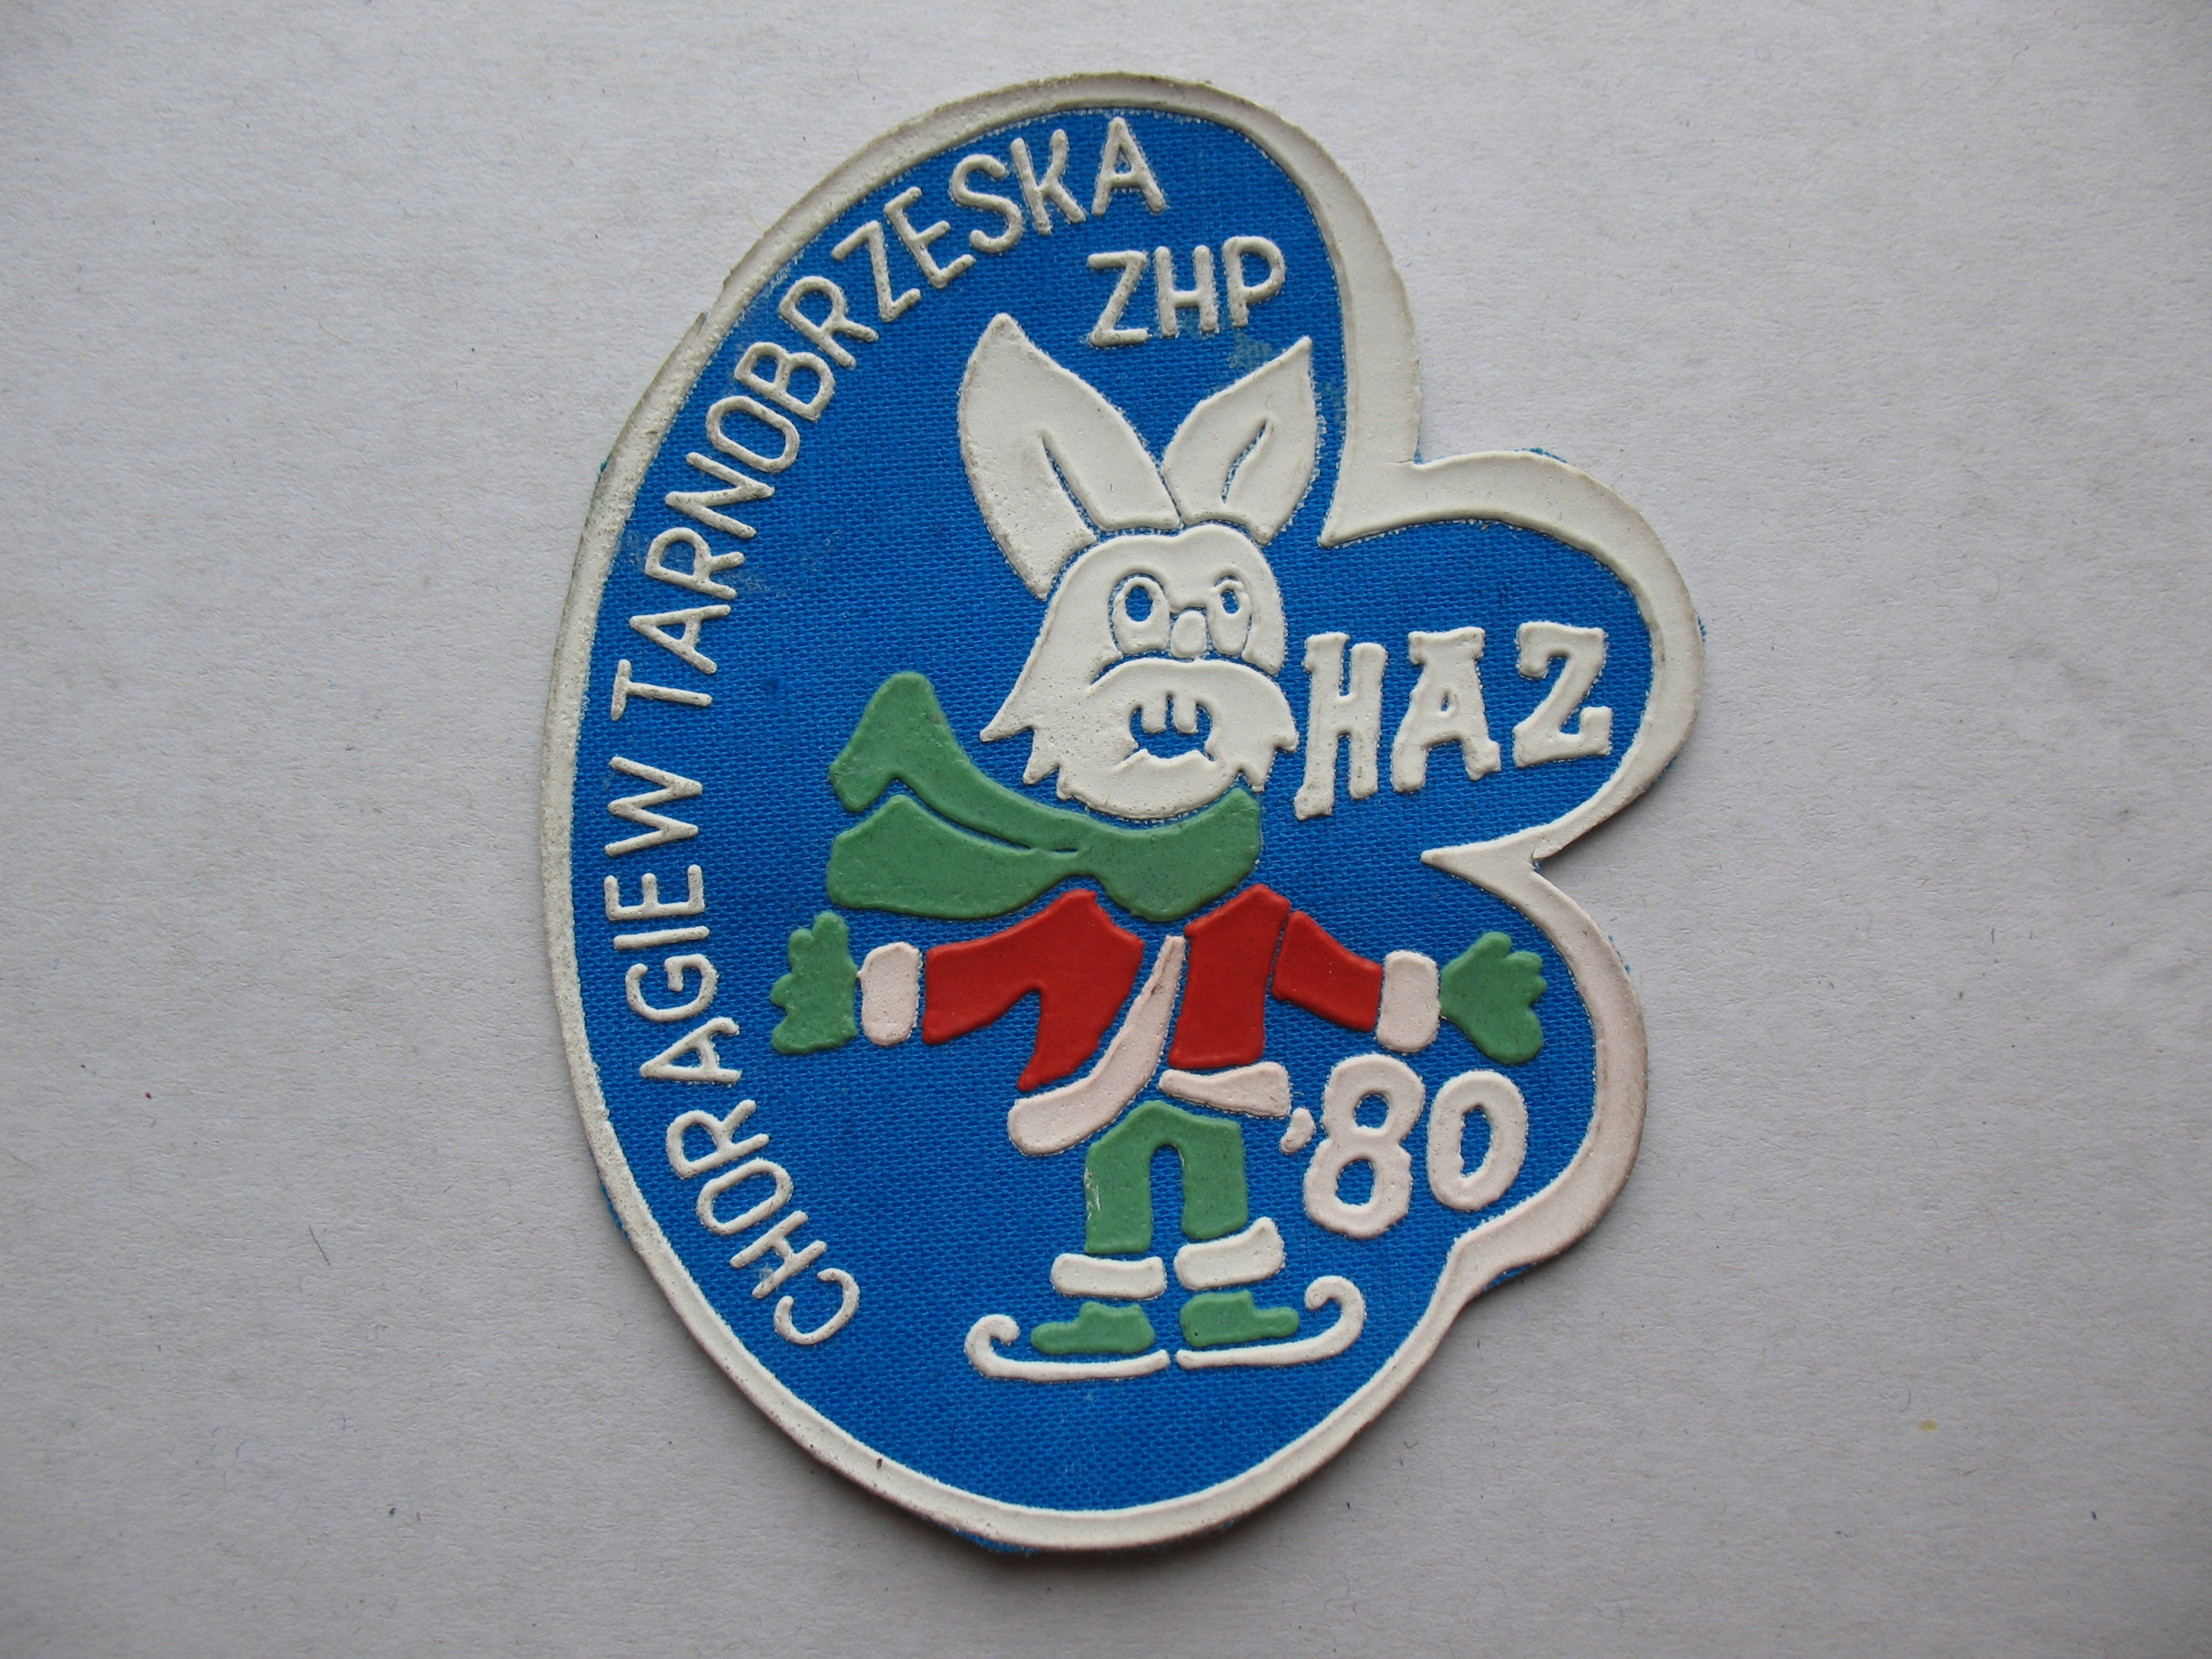 CHORAGIEW TARNOBRZESKA
ZHP
HAZ
'80